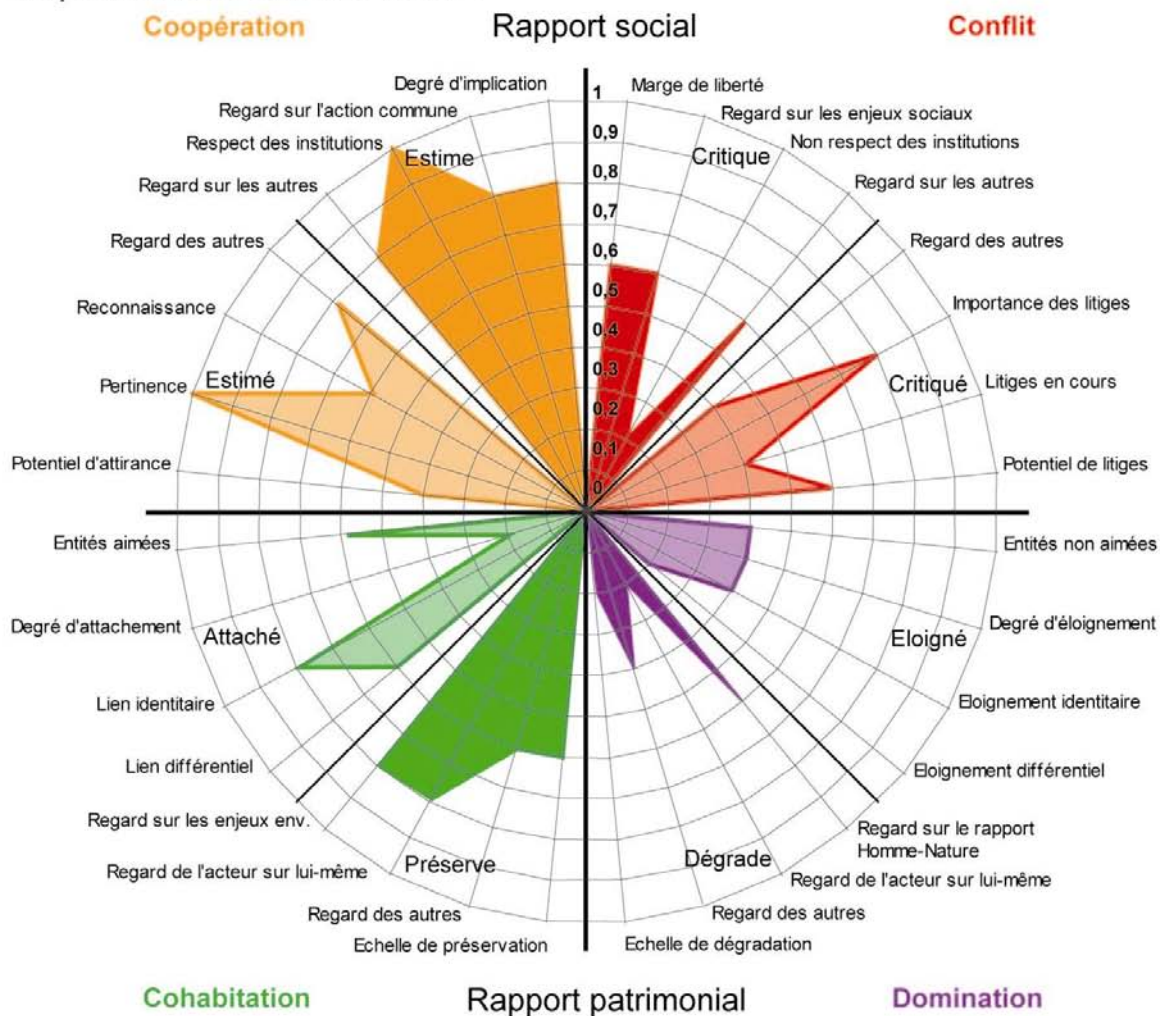 Coopération
Rapport social
Conflit
Degré d'implication
Regard sur l'action commune
Respect des institutions
Regard sur les autres
Regard des autres
Reconnaissance
Pertinence
Potentiel d'attirance
Estime
Estimé
1
0,9
0,8
0,7
0,6
0,5
0,4
0,3
0,2
0,1
0
Marge de liberté
Regard sur les enjeux sociaux
Non respect des institutions
Regard sur les autres
Regard des autres
Importance des litiges
Litiges en cours
Potentiel de litiges
Critique
Critiqué
Entités aimées
Degré d'attachement
Lien identitaire
Lien différentiel
Regard sur les enjeux env.
Regard de l'acteur sur lui-même
Regard des autres
Echelle de préservation
Attaché
Préserve
Entités non aimées
Degré d'éloignement
Eloignement identitaire
Eloignement différentiel
Regard sur le rapport
Homme-Nature
Regard de l'acteur sur lui-même
Regard des autres
Echelle de dégradation
Eloigné
Dégrade
Cohabitation
Rapport patrimonial
Domination